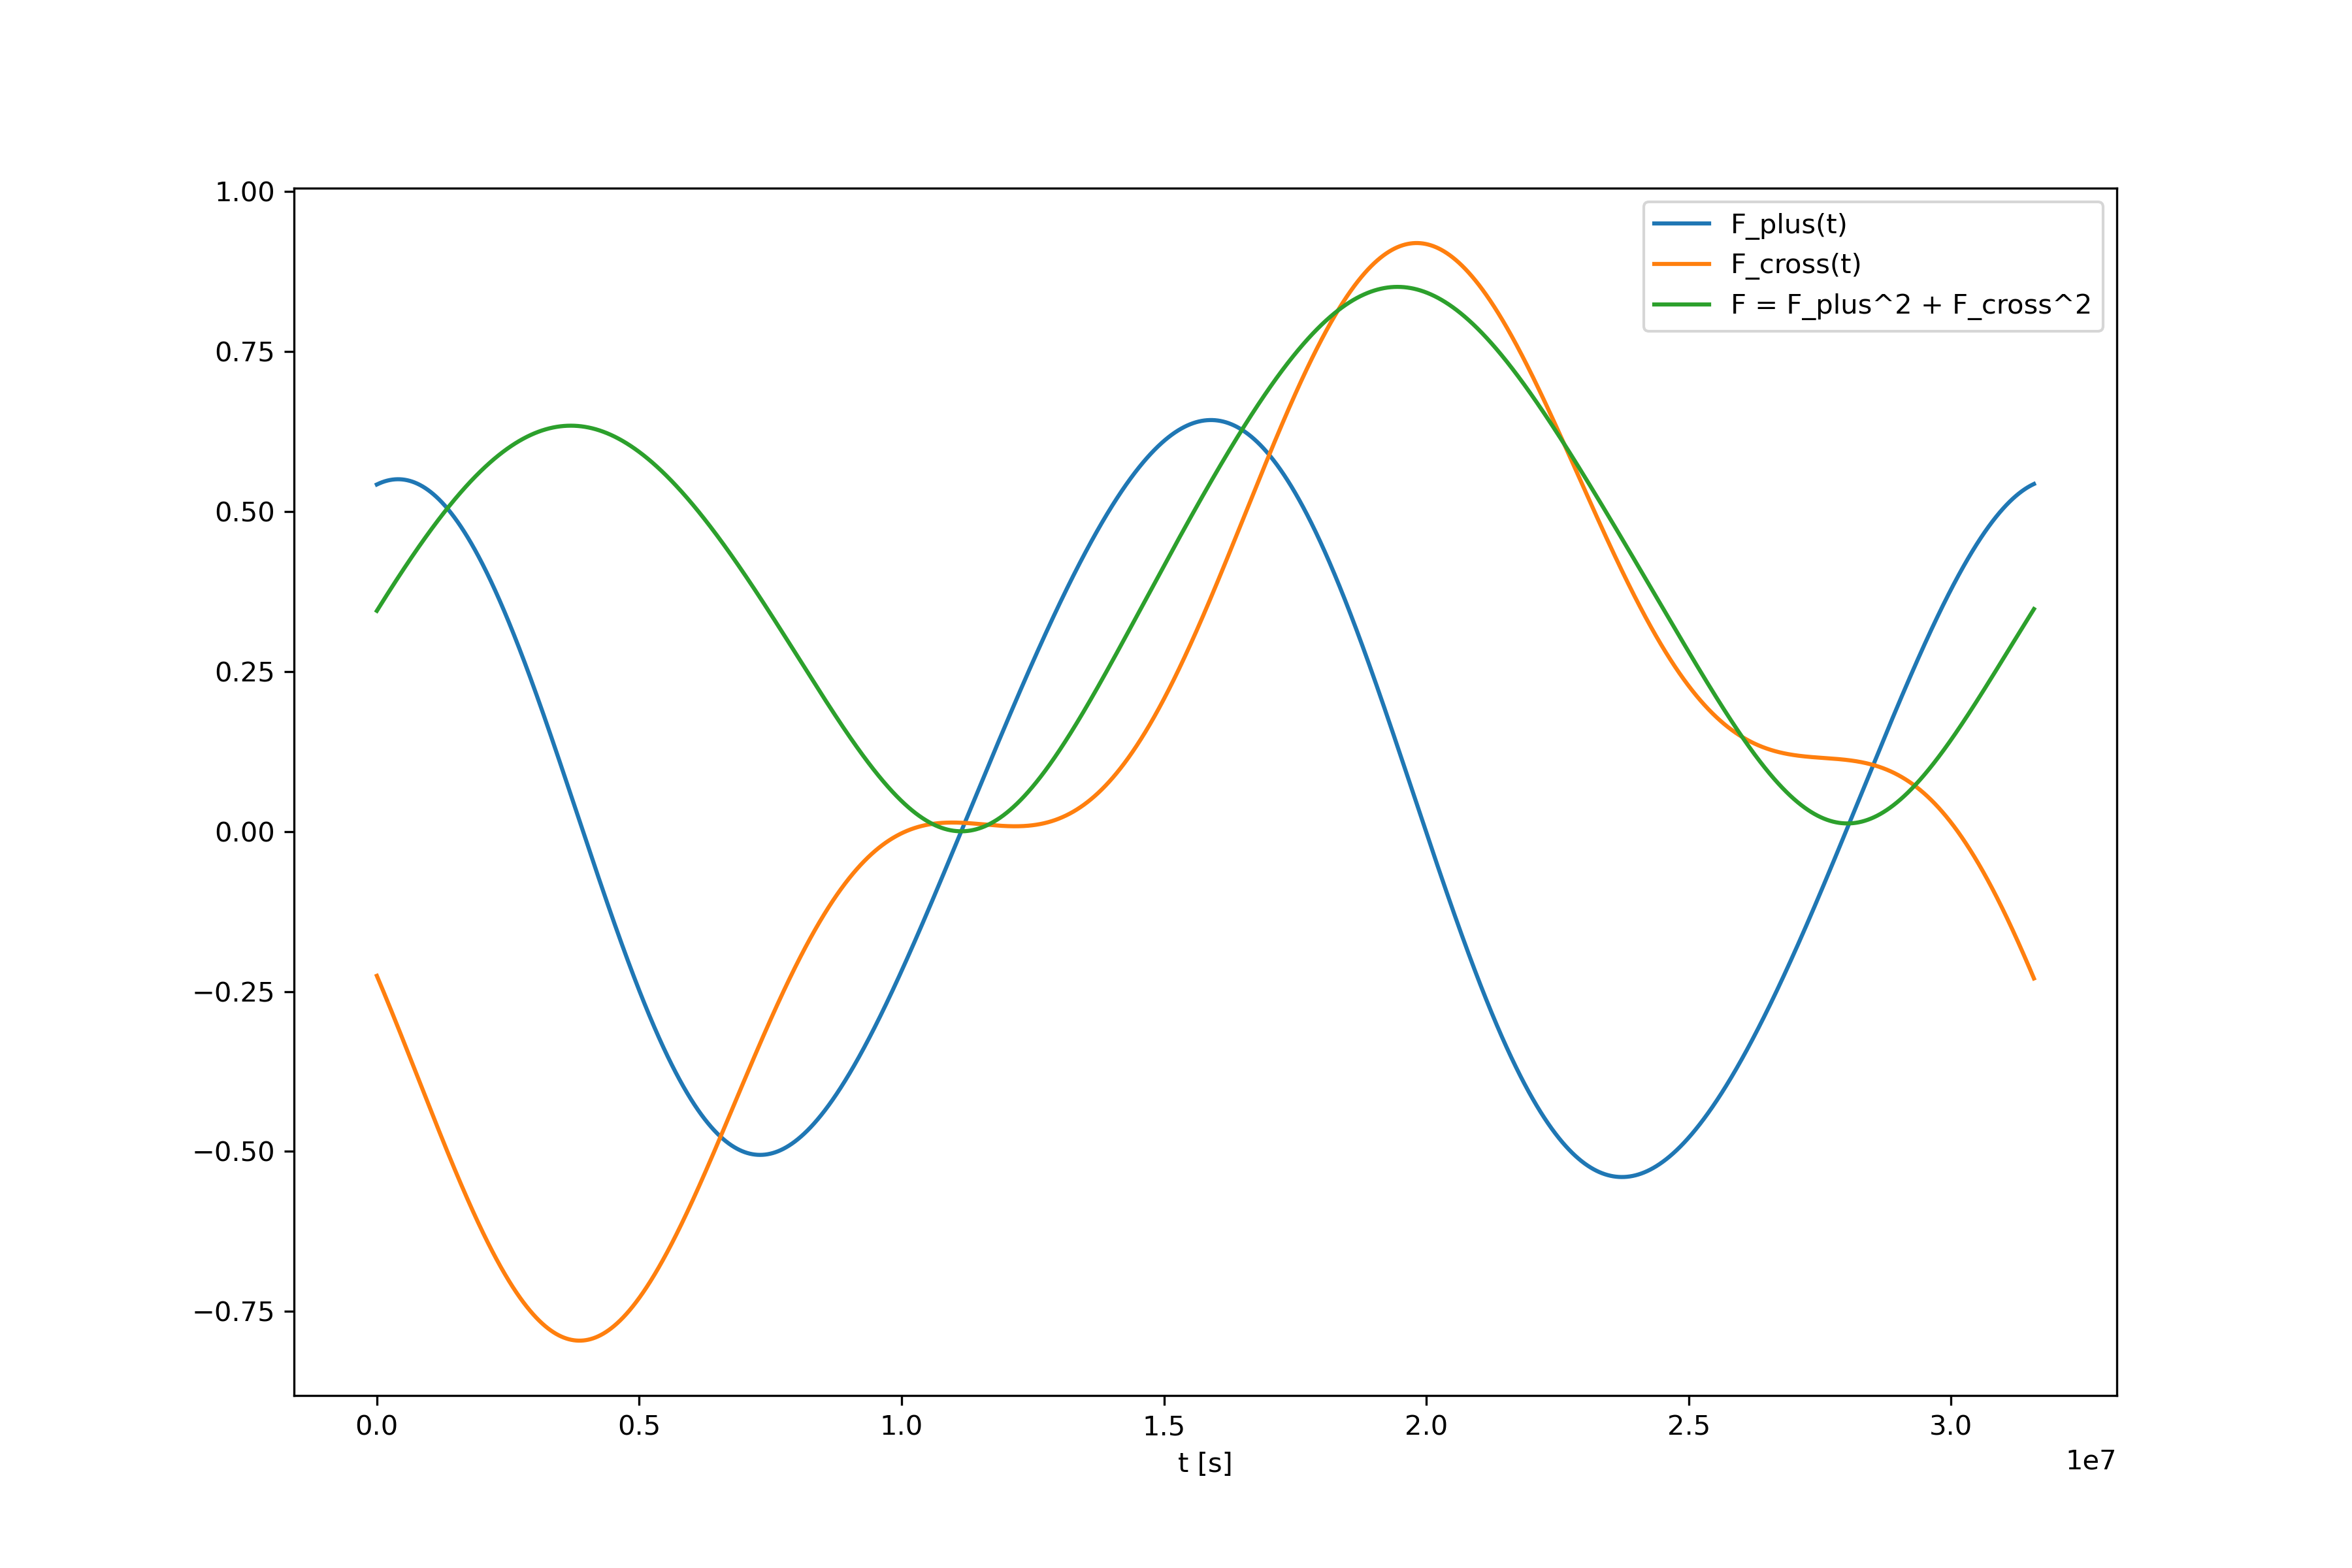 1.00
0.75
0.50
0.25
0.00
−0.25
−0.50
−0.75
F_plus(t)
F_cross(t)
F = F_plus^2 + F_cross^2
0.0 0.5 1.0 1.5 2.0 2.5 3.0
t [s]
1e7